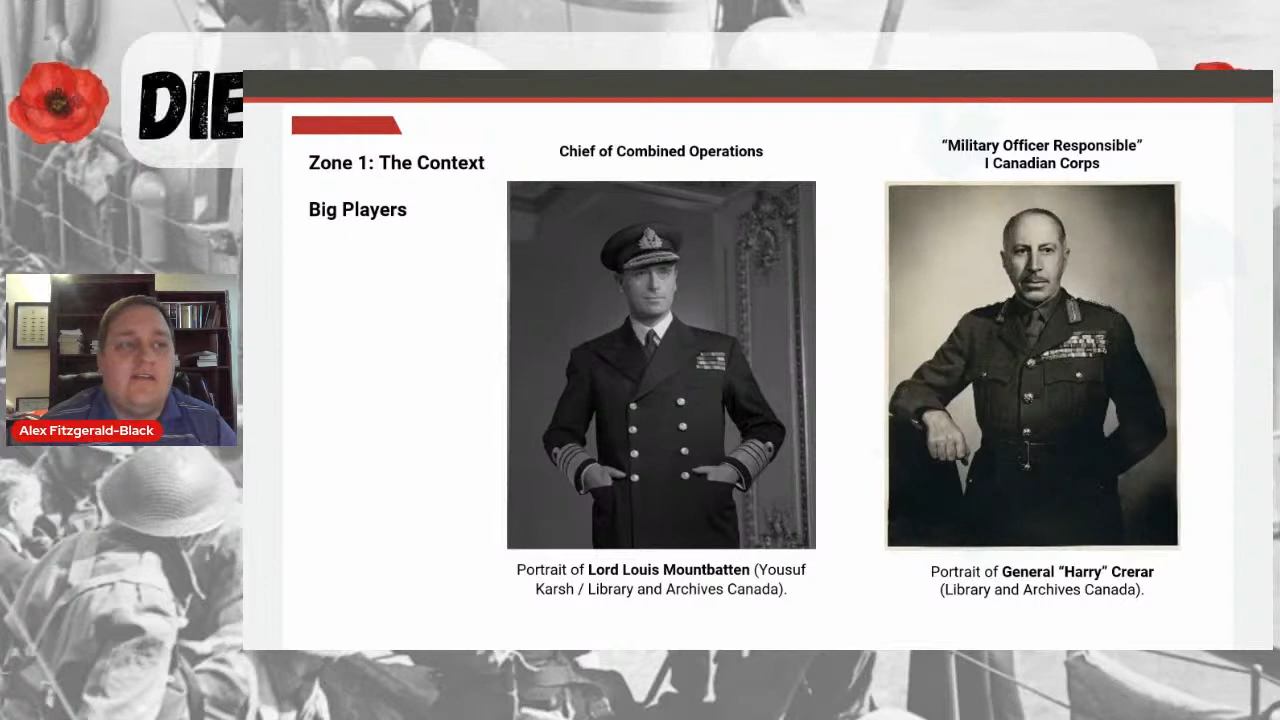 DIE
Zone 1: The Context
Big Players
Chief of Combined Operations
“Military Officer Responsible”
I Canadian Corps
Portrait of Lord Louis Mountbatten (Yousuf
Karsh / Library and Archives Canada).
Portrait of General “Harry” Crerar
(Library and Archives Canada).
Alex Fitzgerald-Black